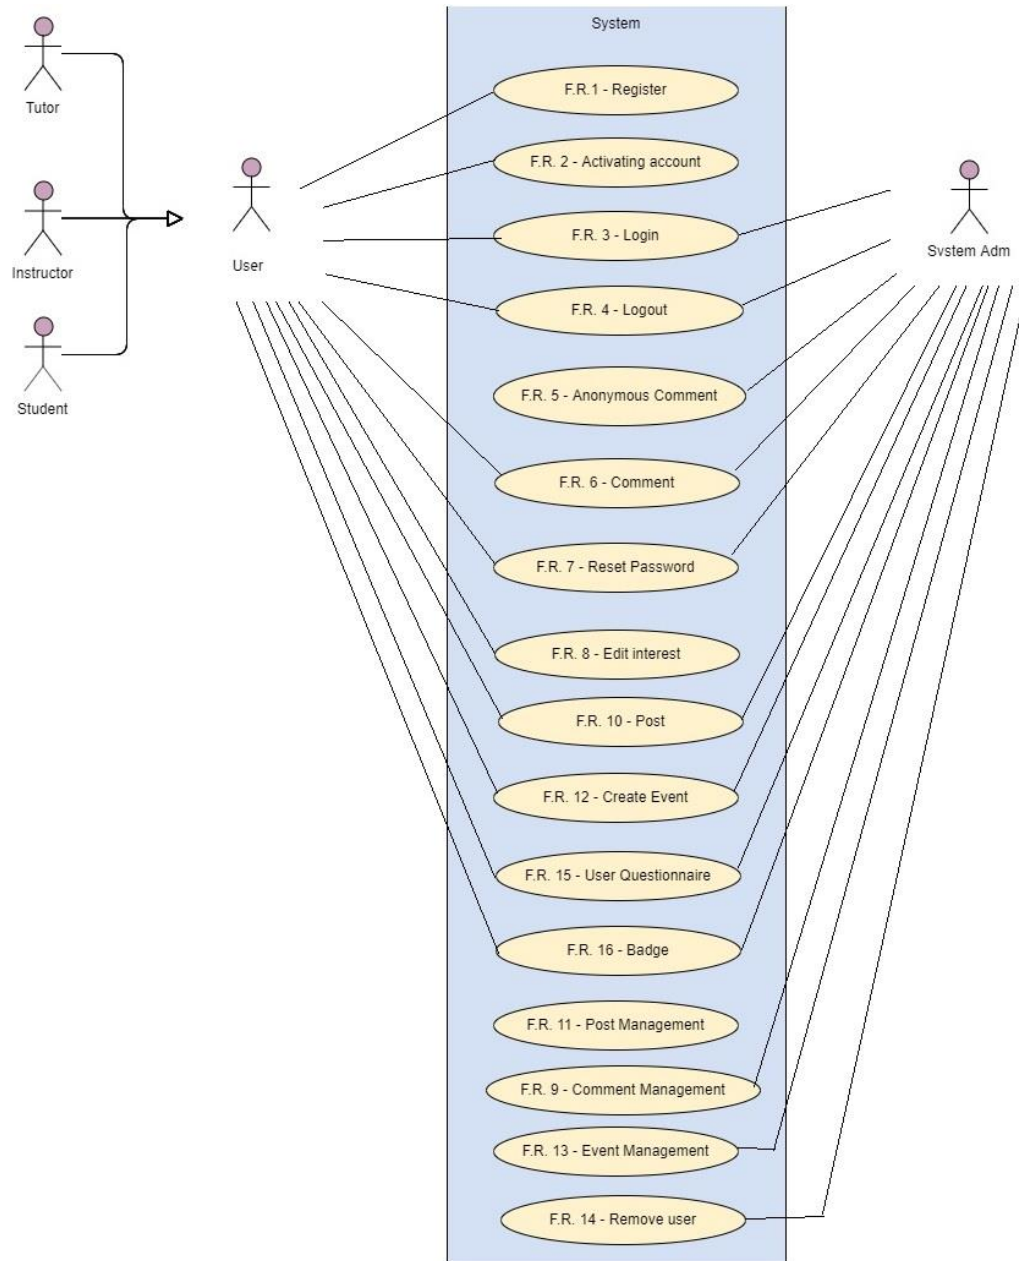 System
Tutor
Instructor
Student
User
F.R.1 - Register
F.R. 2 - Activating account
F.R. 3 - Login
F.R. 4 - Logout
F.R. 5 - Anonymous Comment
F.R. 6 - Comment
F.R. 7 - Reset Password
F.R. 8 - Edit interest
F.R. 10 - Post
F.R. 12 - Create Event
F.R. 15 - User Questionnaire
F.R. 16 - Badge
F.R. 11 - Post Management
F.R. 9 - Comment Management
F.R. 13 - Event Management
F.R. 14 - Remove user
System Adm